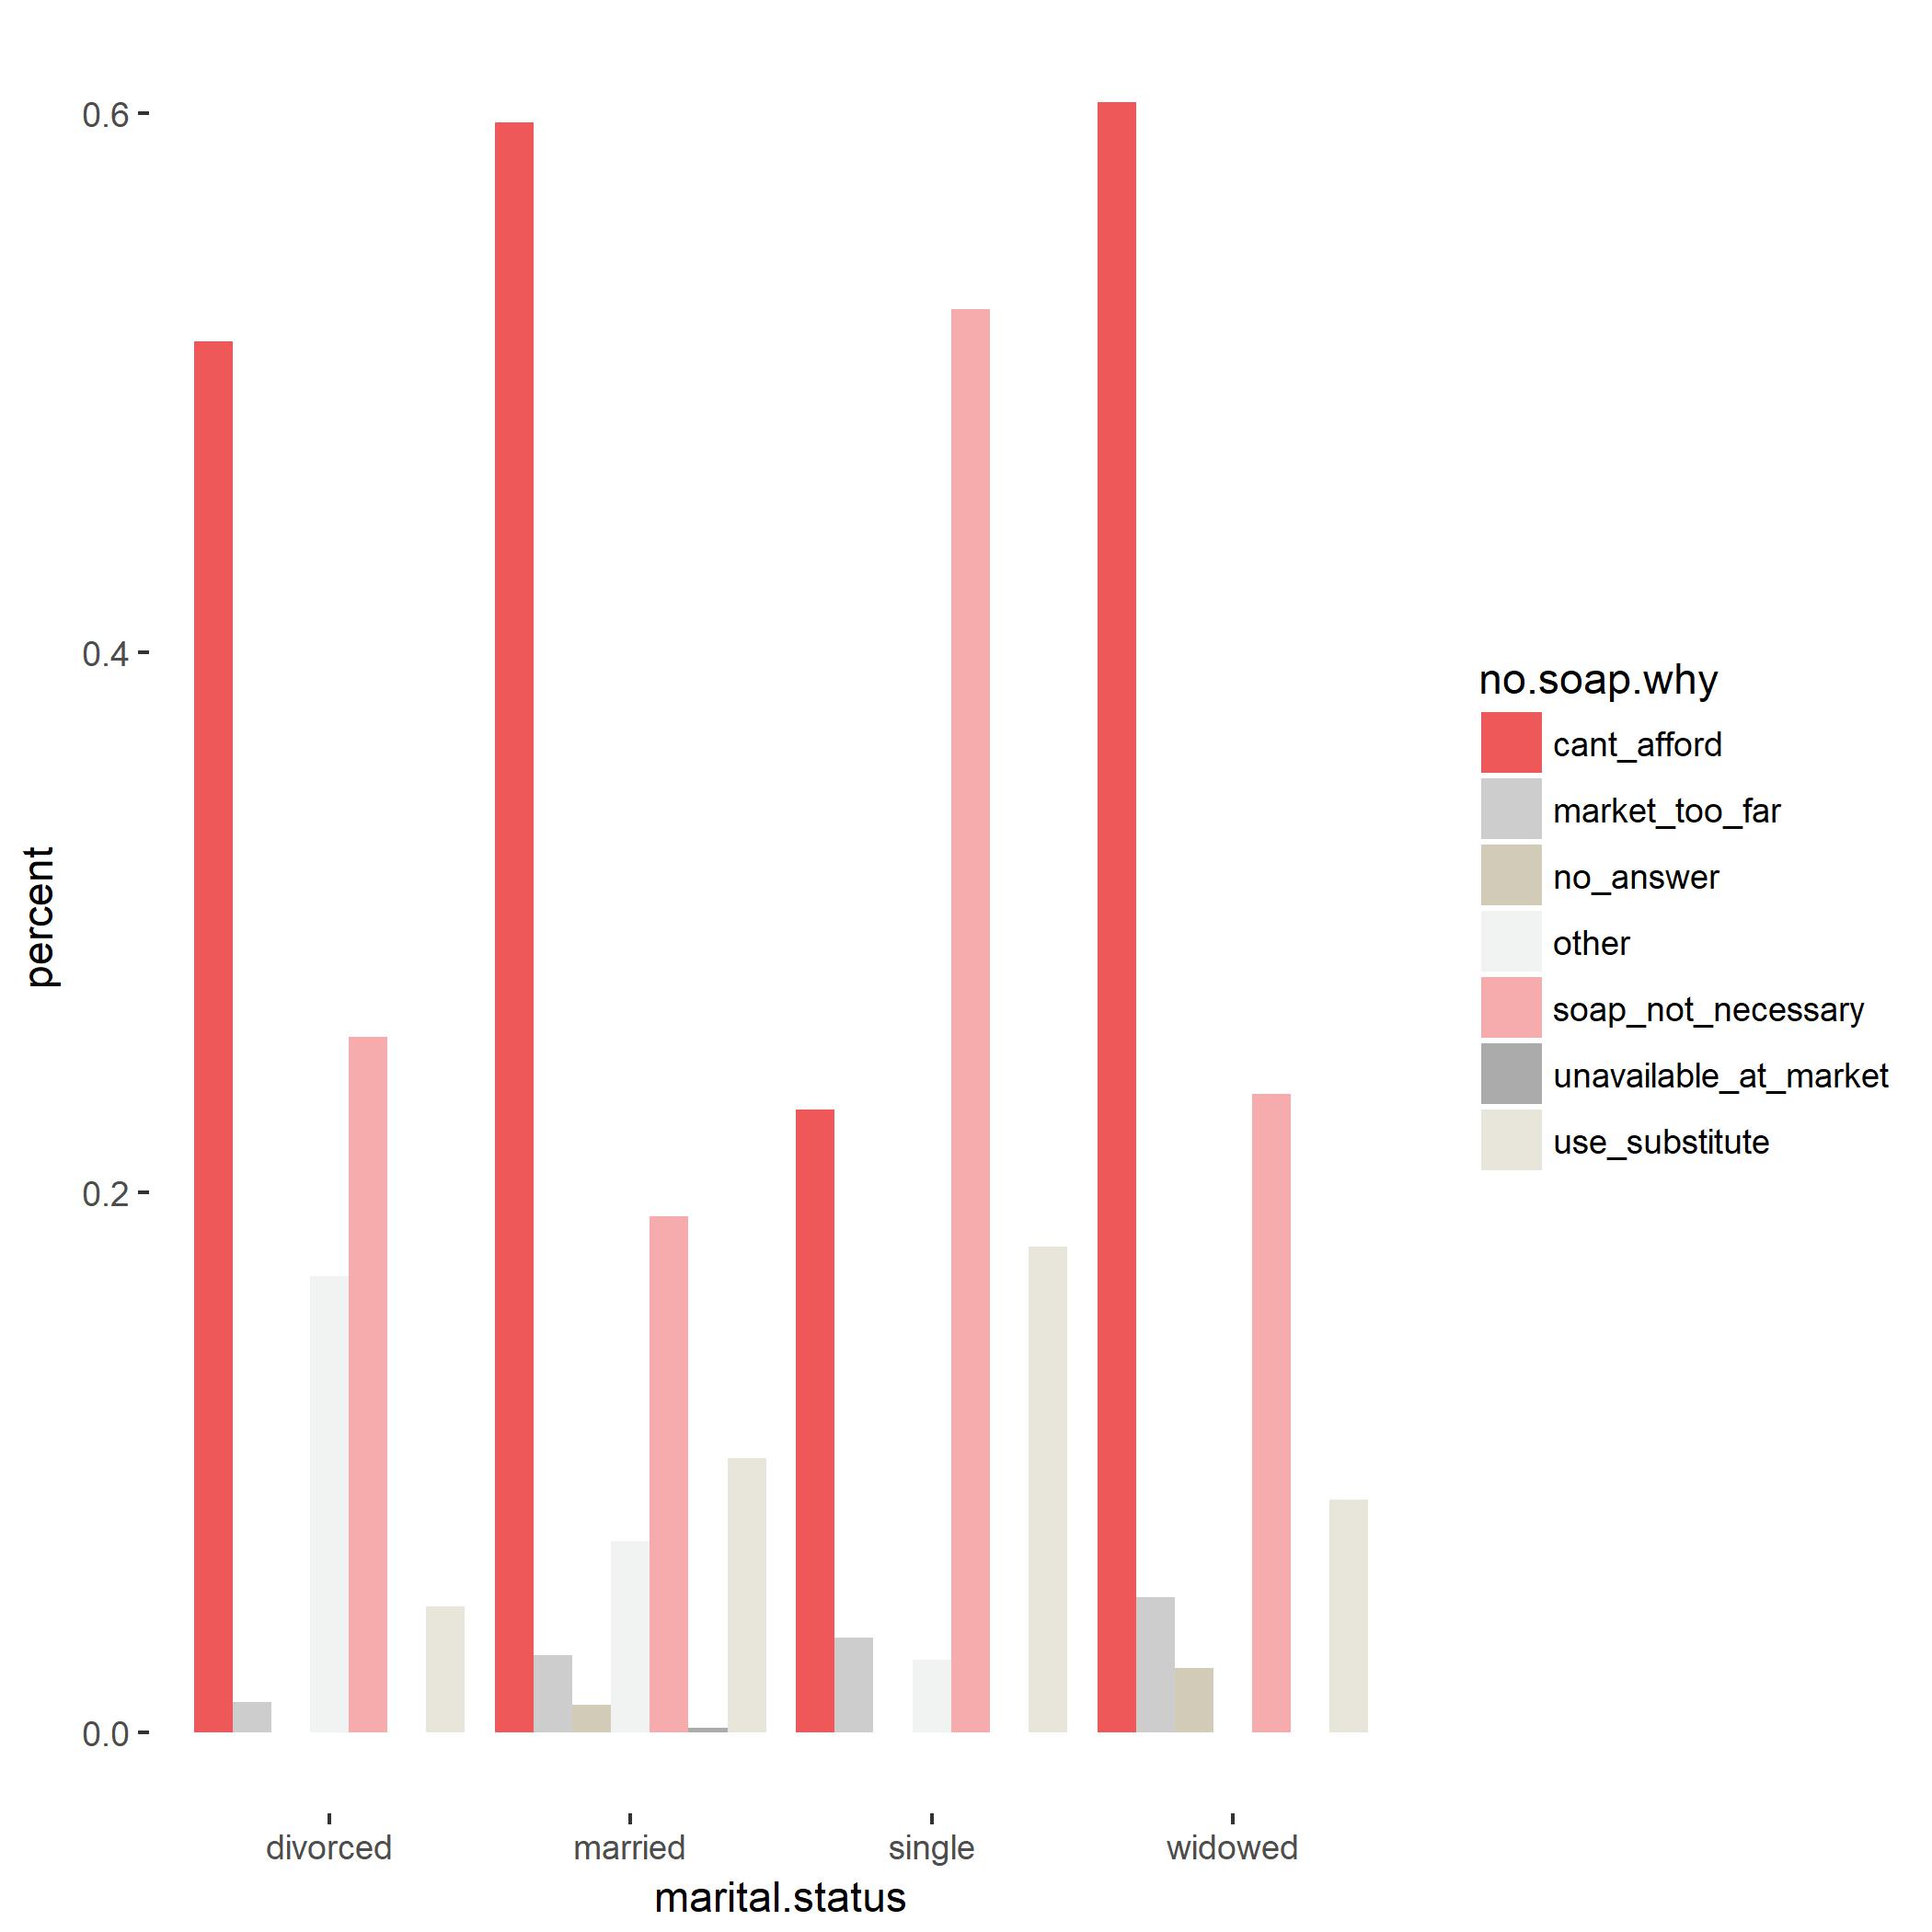 percent
0.6
0.4
0.2
0.0
divorced
married
single
widowed
marital.status
no.soap.why
cant_afford
market_too_far
no_answer
other
soap_not_necessary
unavailable_at_market
use_substitute